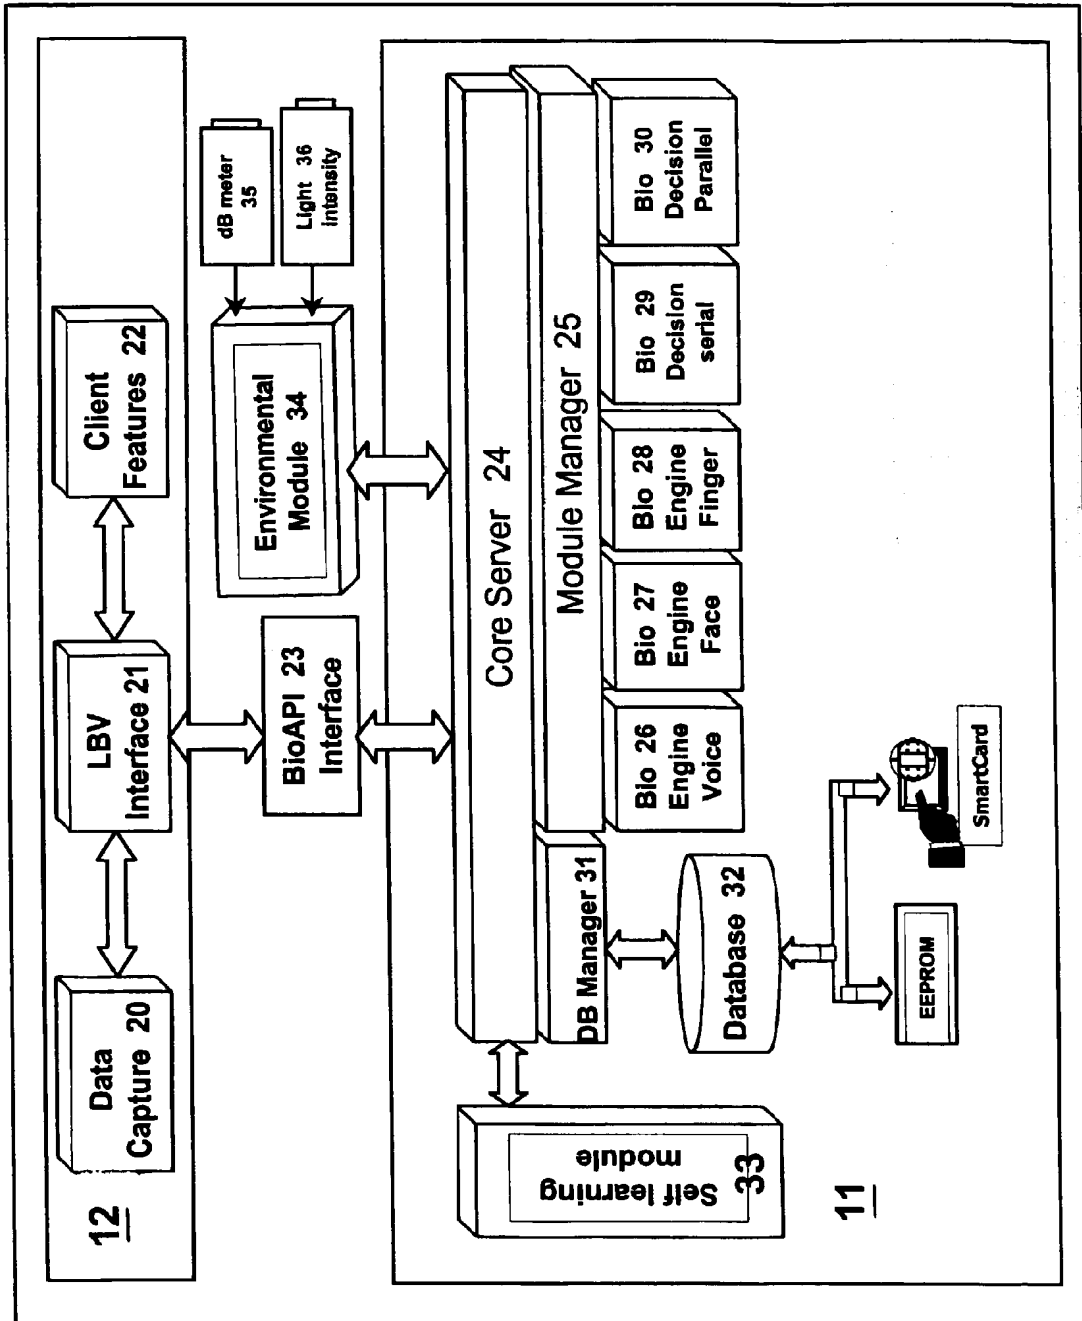 12
Data
Capture 20
LBV
Interface 21
Client
Features 22
BioAPI 23
Interface
Environmental
Module 34
dB meter
35
Light 36
intensity
Core Server 24
Module Manager 25
Bio 26
Engine
Voice
Bio 27
Engine
Face
Bio 28
Engine
Finger
Bio 29
Decision
serial
Bio 30
Decision
Parallel
DB Manager 31
Database 32
Self learning
module
33
11
EEPROM
SmartCard